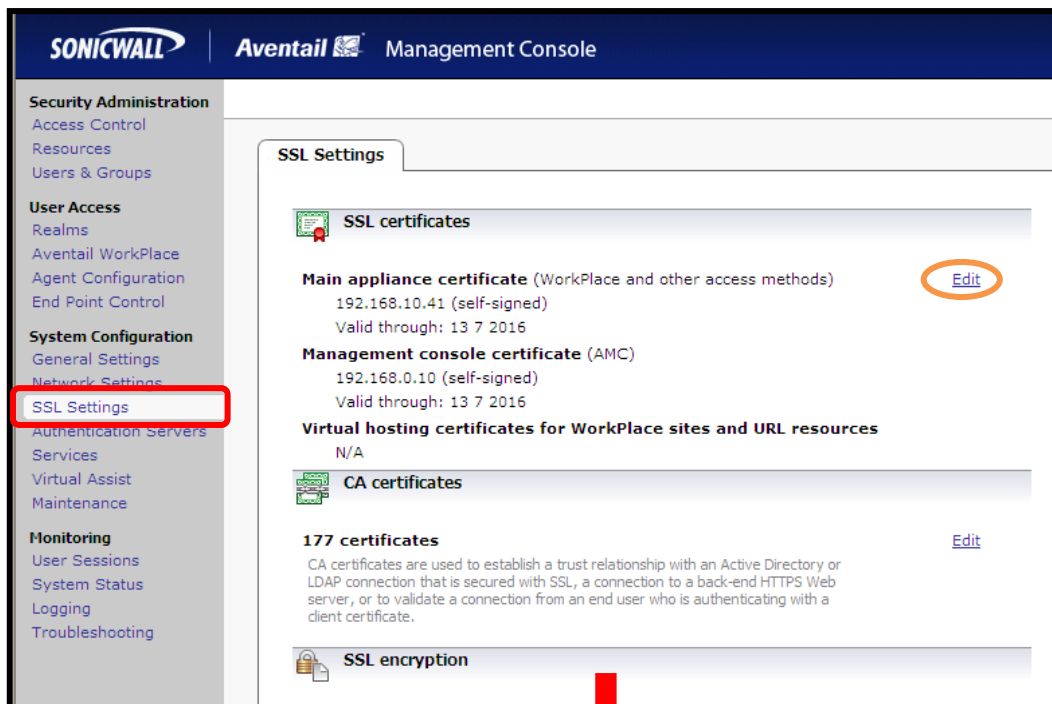 SONICWALL Aventail Management Console
Security Administration
Access Control
Resources
Users & Groups
User Access
Realms
Aventail WorkPlace
Agent Configuration
End Point Control
System Configuration
General Settings
Network Settings
SSL Settings
Authentication Servers
Services
Virtual Assist
Maintenance
Monitoring
User Sessions
System Status
Logging
Troubleshooting
SSL Settings
SSL certificates
Main appliance certificate (WorkPlace and other access methods) Edit
192.168.10.41 (self-signed)
Valid through: 13 7 2016
Management console certificate (AMC)
192.168.0.10 (self-signed)
Valid through: 13 7 2016
Virtual hosting certificates for WorkPlace sites and URL resources
N/A
CA certificates
177 certificates Edit
CA certificates are used to establish a trust relationship with an Active Directory or
LDAP connection that is secured with SSL, a connection to a back-end HTTPS Web
server, or to validate a connection from an end user who is authenticating with a
client certificate.
SSL encryption